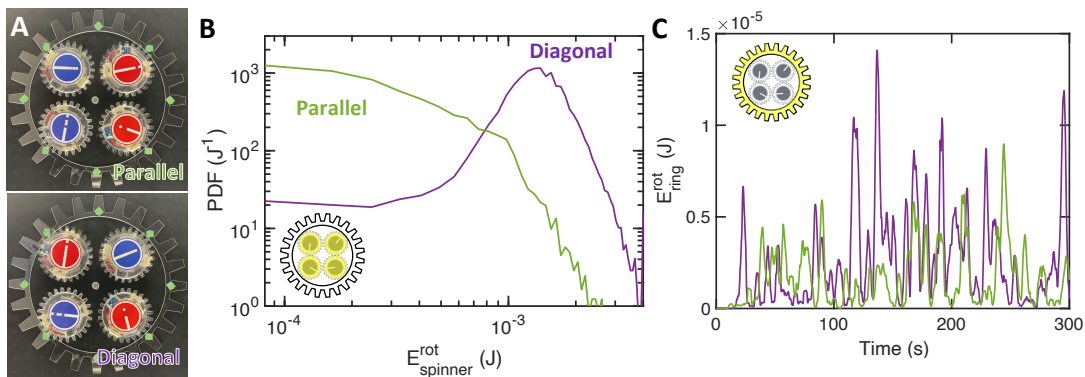 A
Parallel
Diagonal
B
Diagonal
Parallel
PDF (J⁻¹)
10³
10²
10¹
10⁰
10⁻⁴
10⁻³
E^rot_spinner (J)
C
×10⁻⁵
1.5
1.0
0.5
0
E^rot_ring (J)
0
100
200
300
Time (s)